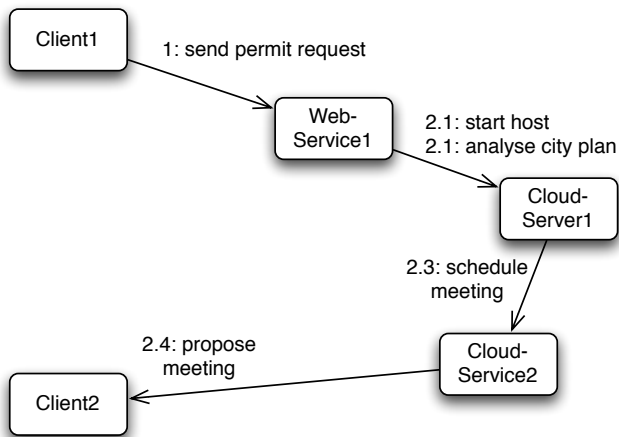 Client1
1: send permit request
Web-
Service1
2.1: start host
2.1: analyse city plan
Cloud-
Server1
2.3: schedule
meeting
Cloud-
Service2
2.4: propose
meeting
Client2